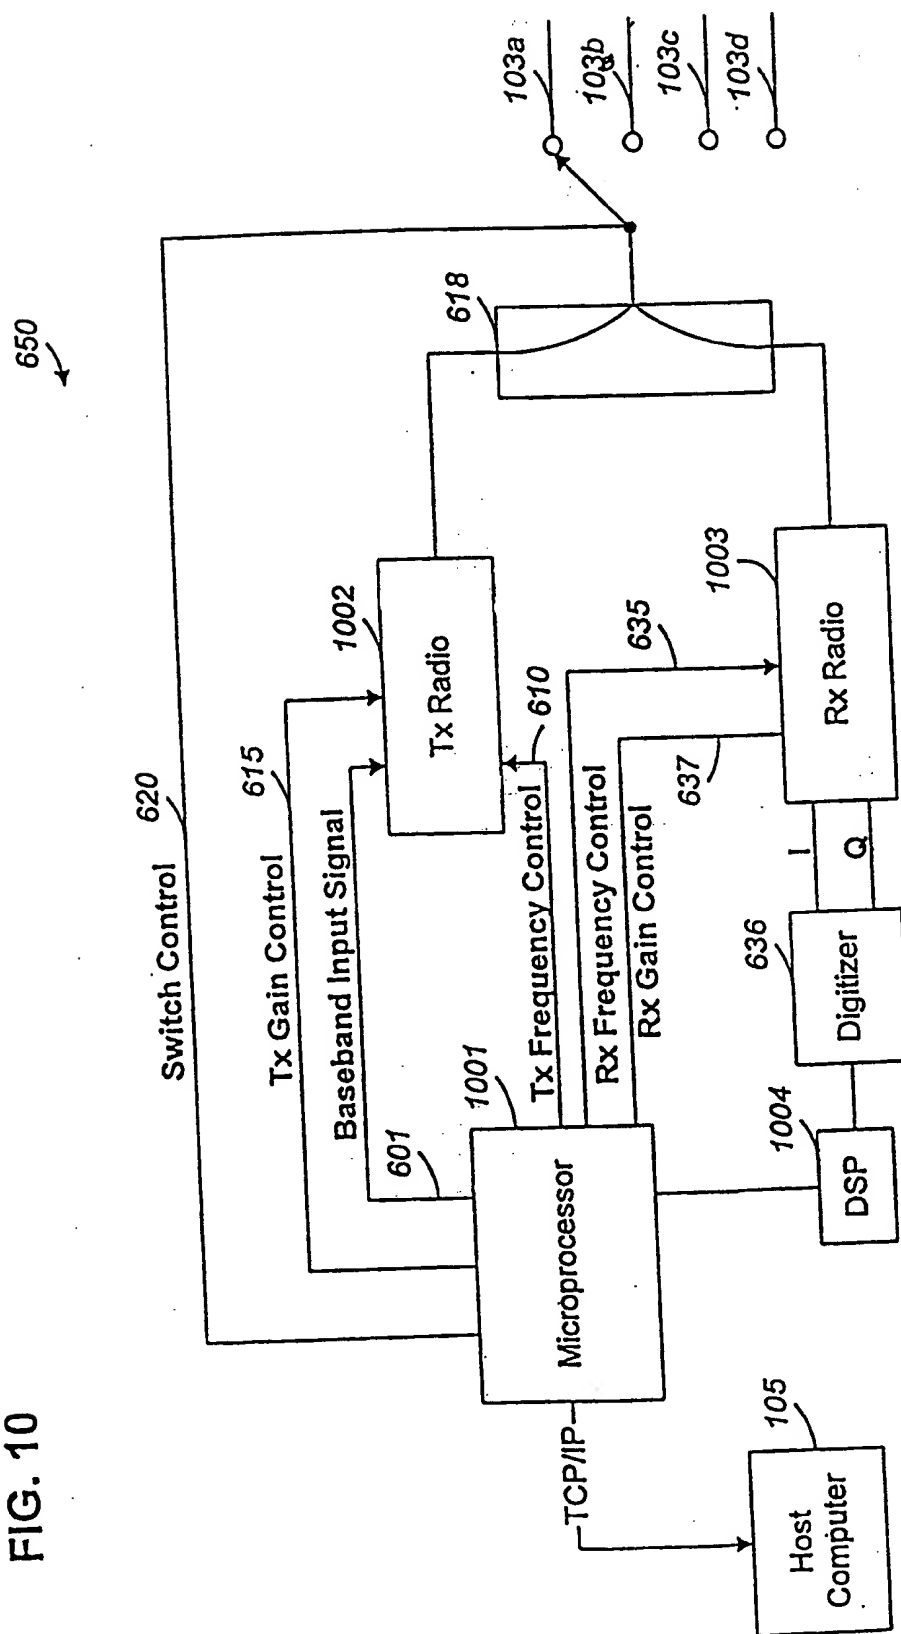 FIG. 10
650
Switch Control
620
Tx Gain Control
615
Baseband Input Signal
601
Microprocessor
1001
Tx Frequency Control
610
Rx Frequency Control
635
Rx Gain Control
637
Tx Radio
1002
Rx Radio
1003
618
103a
103b
103c
103d
I
Q
Digitizer
636
DSP
1004
TCP/IP
Host
Computer
105